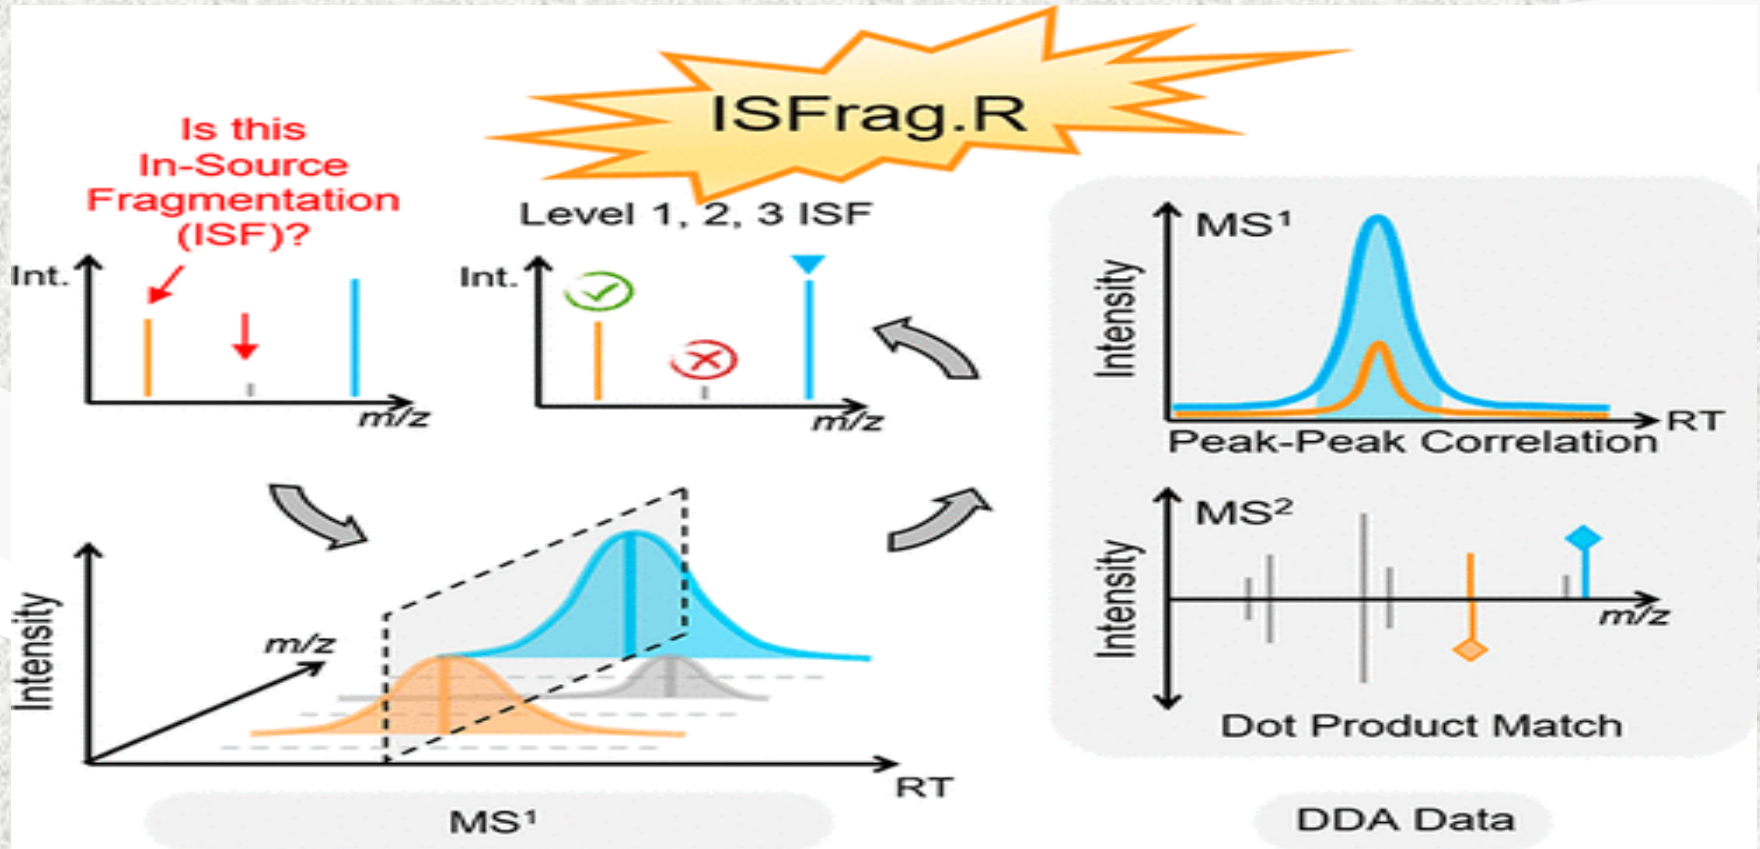 ISFrag.R
Is this
In-Source
Fragmentation
(ISF)?
Int.
m/z
Level 1, 2, 3 ISF
Int.
m/z
Intensity
m/z
RT
MS¹
MS¹
Intensity
RT
Peak-Peak Correlation
MS²
Intensity
m/z
Dot Product Match
DDA Data